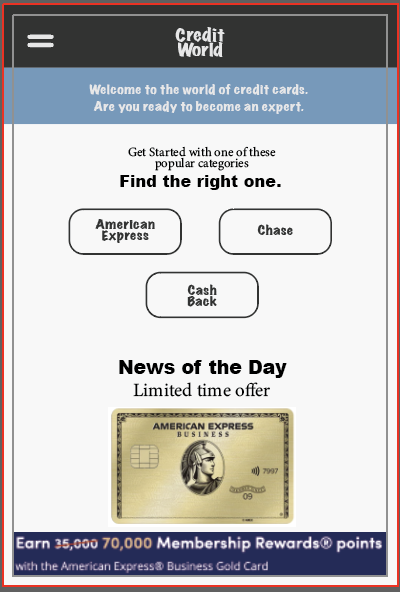 Credit
World
Welcome to the world of credit cards.
Are you ready to become an expert.
Get Started with one of these
popular categories
Find the right one.
American
Express
Chase
Cash
Back
News of the Day
Limited time offer
AMERICAN EXPRESS
BUSINESS
7997
09
Earn 35,000 70,000 Membership Rewards® points
with the American Express® Business Gold Card